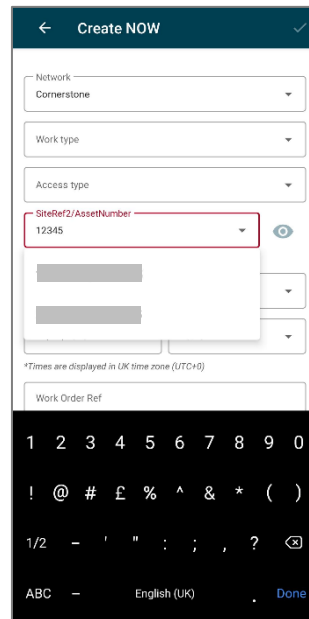 Create NOW
Network
Cornerstone
Work type
Access type
SiteRef2/AssetNumber
12345
*Times are displayed in UK time zone (UTC+0)
Work Order Ref
1 2 3 4 5 6 7 8 9 0
! @ # £ % ^ & * ( )
1/2 - ' " : ; , ?
ABC – English (UK) . Done